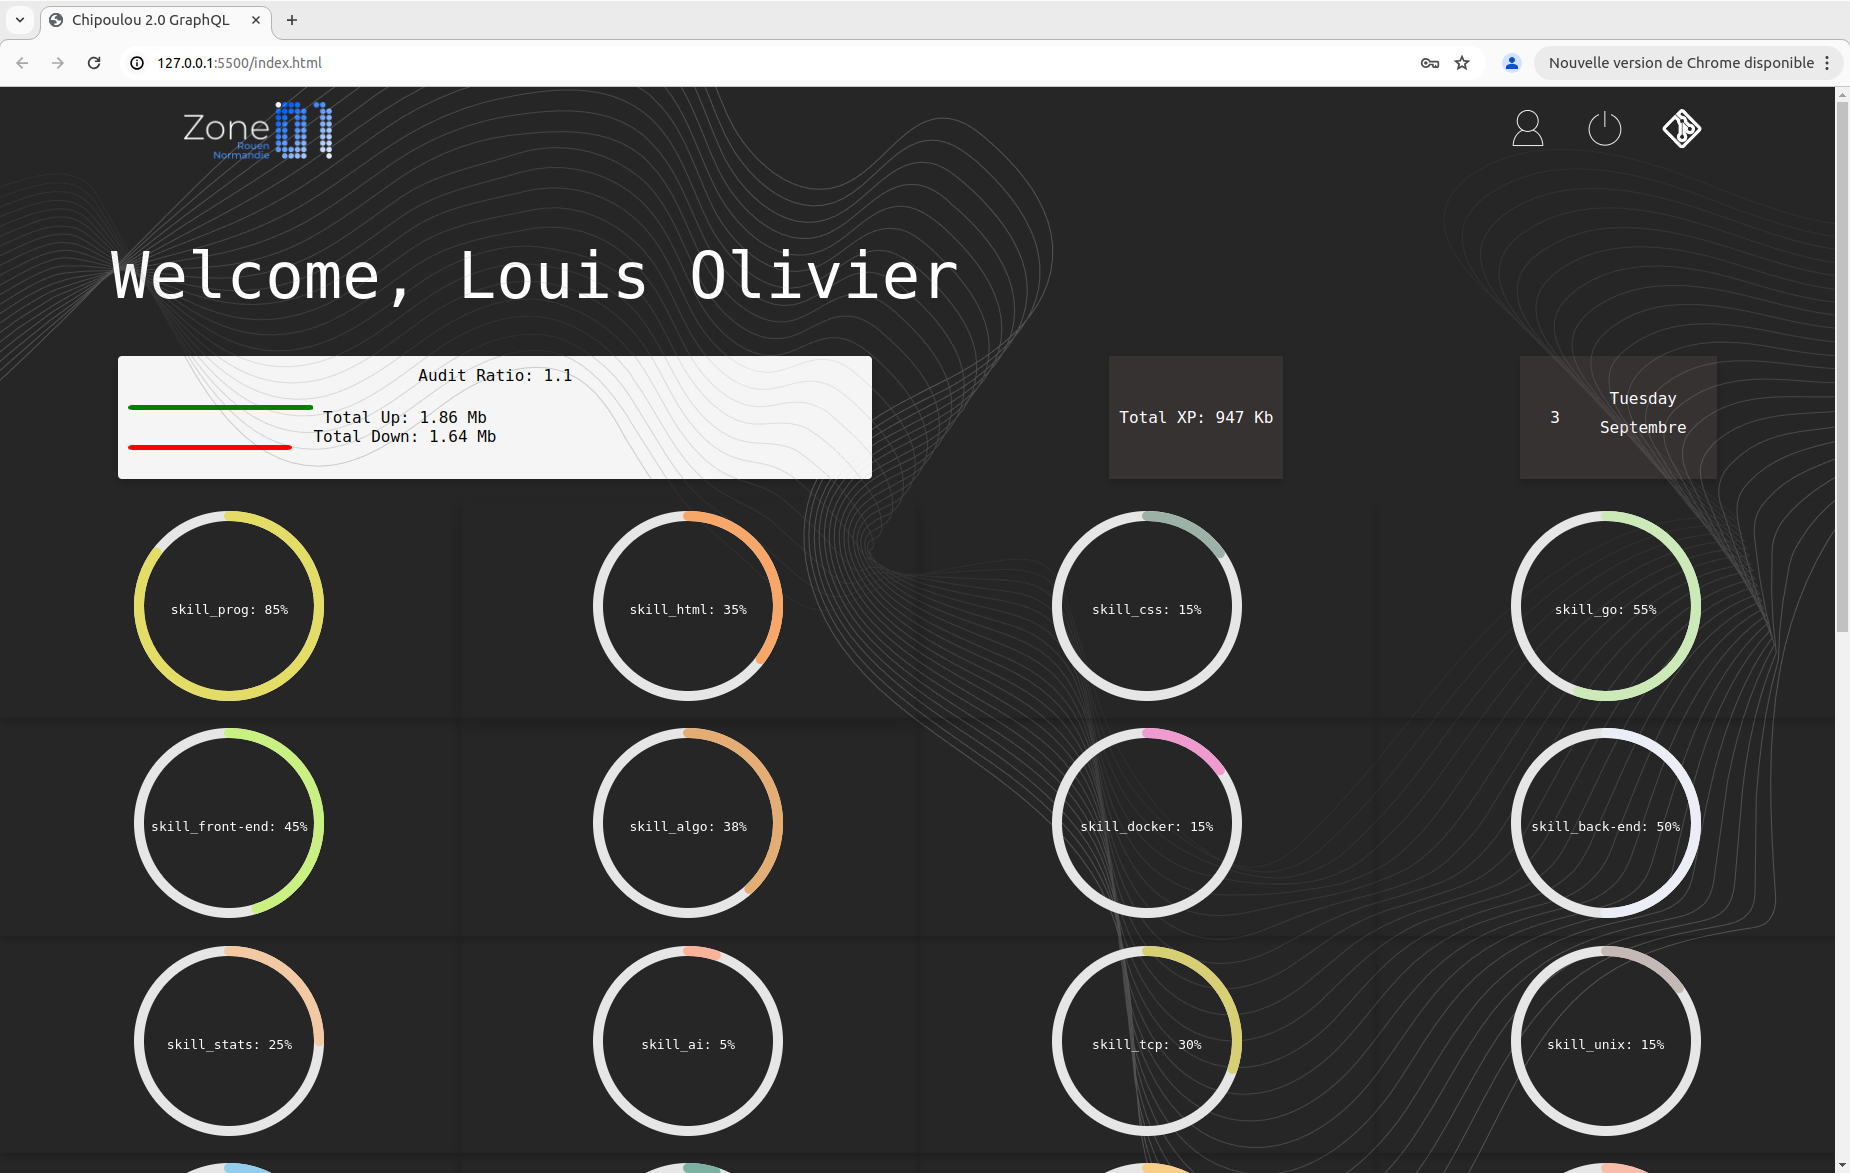 Chipoulou 2.0 GraphQL
127.0.0.1:5500/index.html
Nouvelle version de Chrome disponible
Zone01
Rouen
Normandie
Welcome, Louis Olivier
Audit Ratio: 1.1
Total Up: 1.86 Mb
Total Down: 1.64 Mb
Total XP: 947 Kb
3
Tuesday
Septembre
skill_prog: 85%
skill_html: 35%
skill_css: 15%
skill_go: 55%
skill_front-end: 45%
skill_algo: 38%
skill_docker: 15%
skill_back-end: 50%
skill_stats: 25%
skill_ai: 5%
skill_tcp: 30%
skill_unix: 15%